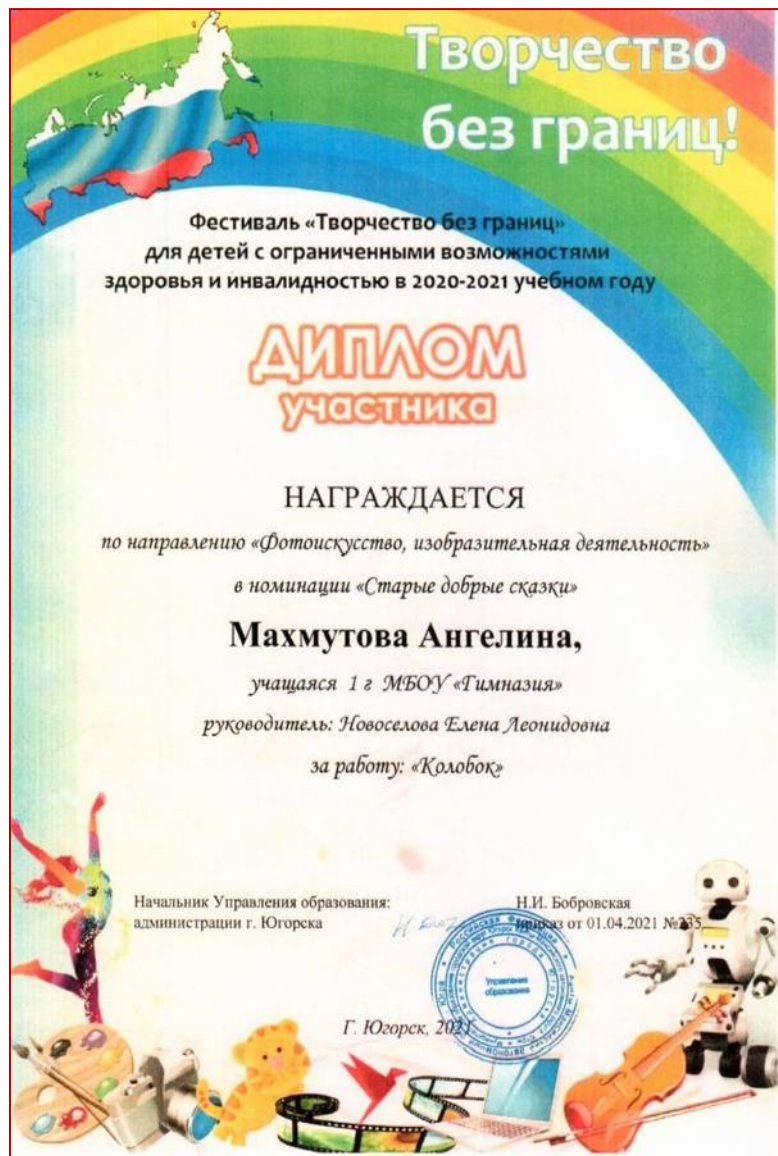 Творчество
без границ!
Фестиваль «Творчество без границ»
для детей с ограниченными возможностями
здоровья и инвалидностью в 2020-2021 учебном году
ДИПЛОМ
участника
НАГРАЖДАЕТСЯ
по направлению «Фотоискусство, изобразительная деятельность»
в номинации «Старые добрые сказки»
Махмутова Ангелина,
учащаяся 1 г МБОУ «Гимназия»
руководитель: Новоселова Елена Леонидовна
за работу: «Колобок»
Начальник Управления образования:
администрации г. Югорска
Н.И. Бобровская
приказ от 01.04.2021 №235
Управление
образования
Г. Югорск, 2021